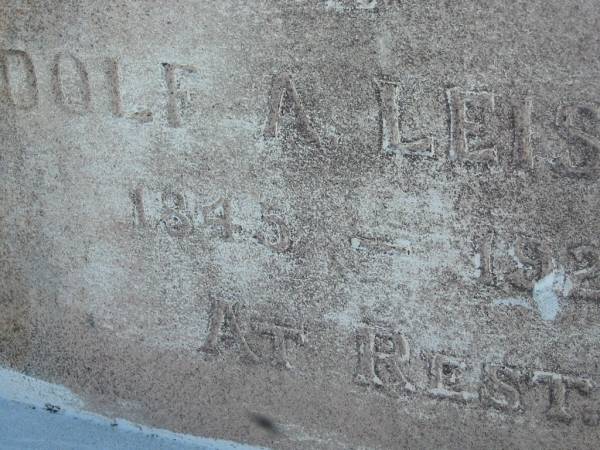 DOLF A LEIS
1845 – 192
AT REST